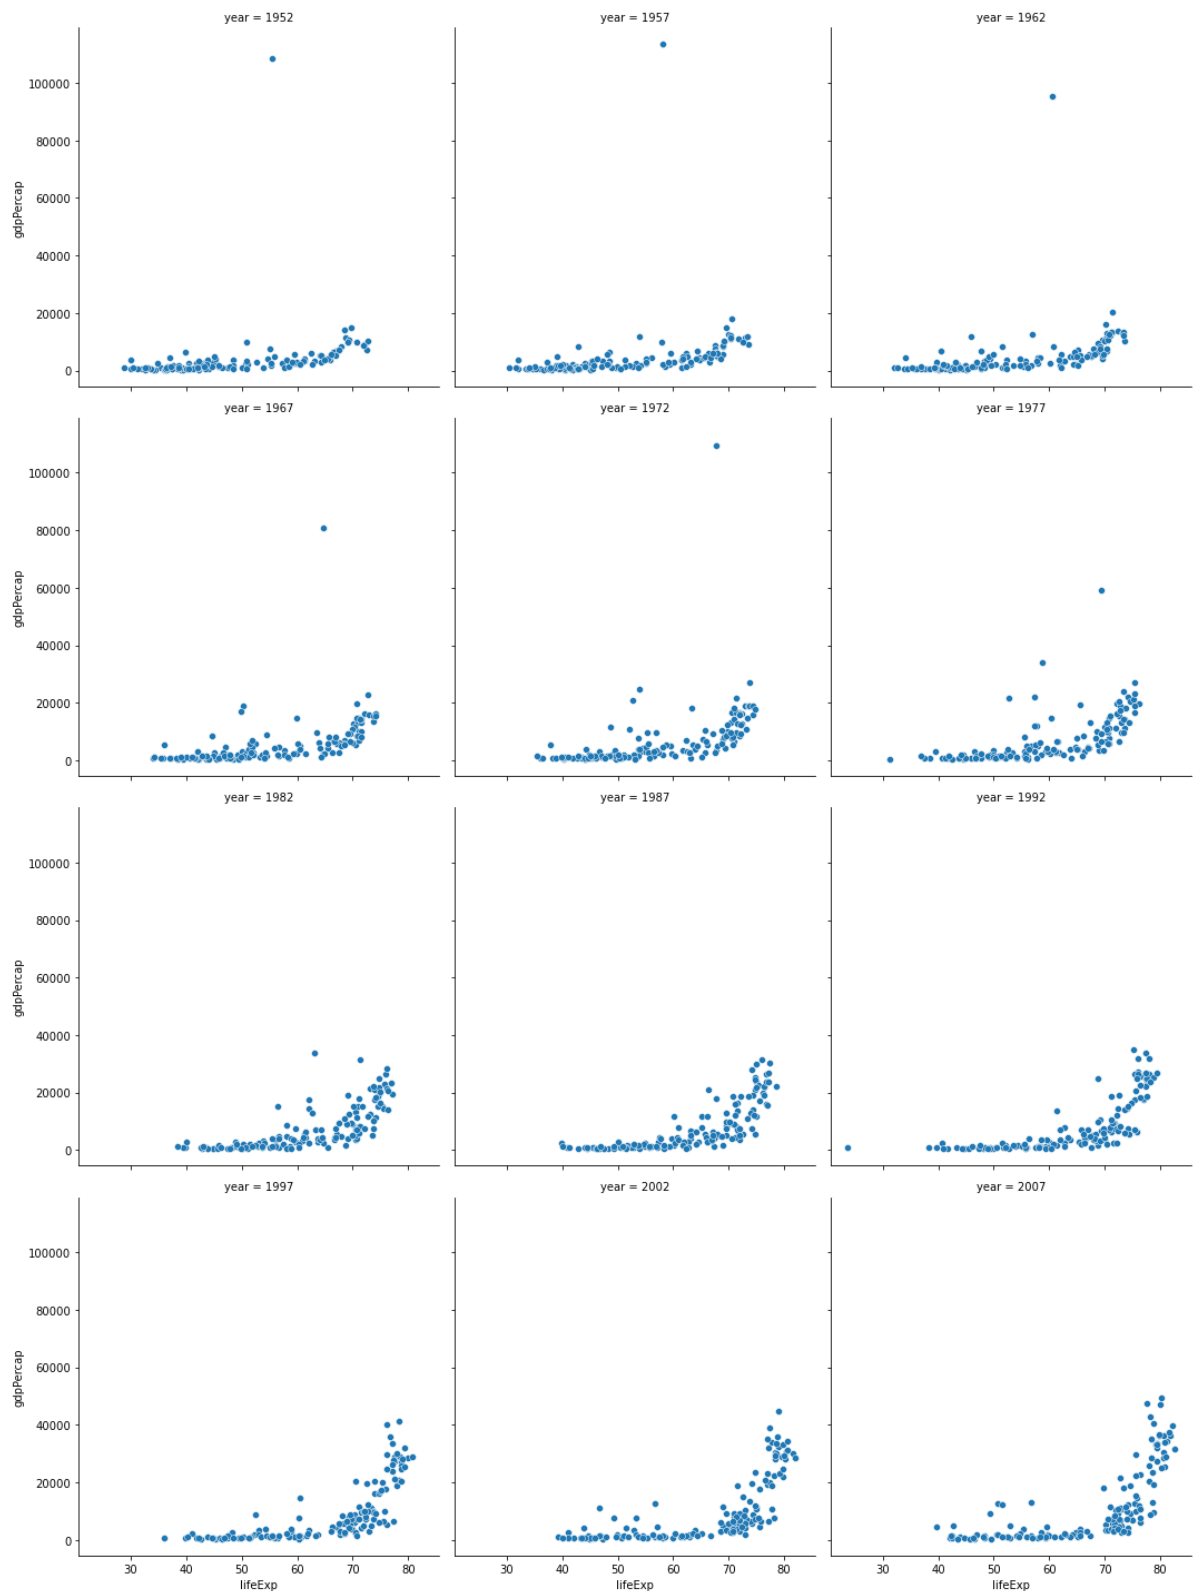 year = 1952 year = 1957 year = 1962
100000
80000
60000
gdpPercap
40000
20000
0
year = 1967 year = 1972 year = 1977
100000
80000
60000
gdpPercap
40000
20000
0
year = 1982 year = 1987 year = 1992
100000
80000
60000
gdpPercap
40000
20000
0
year = 1997 year = 2002 year = 2007
100000
80000
60000
gdpPercap
40000
20000
0
30 40 50 60 70 80 30 40 50 60 70 80 30 40 50 60 70 80
lifeExp lifeExp lifeExp